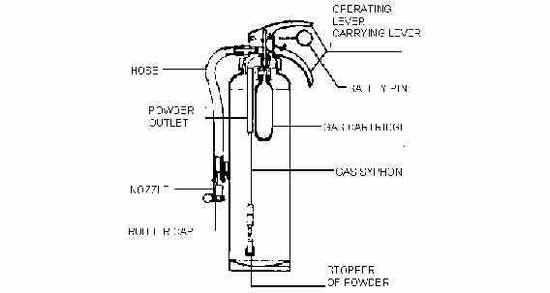 OPERATING
LEVER
CARRYING LEVER
HOSE
SAFETY PIN
POWDER
OUTLET
GAS CARTRIDGE
GAS SYPHON
NOZZLE
RUBBER CAP
STOPPER
OF POWDER